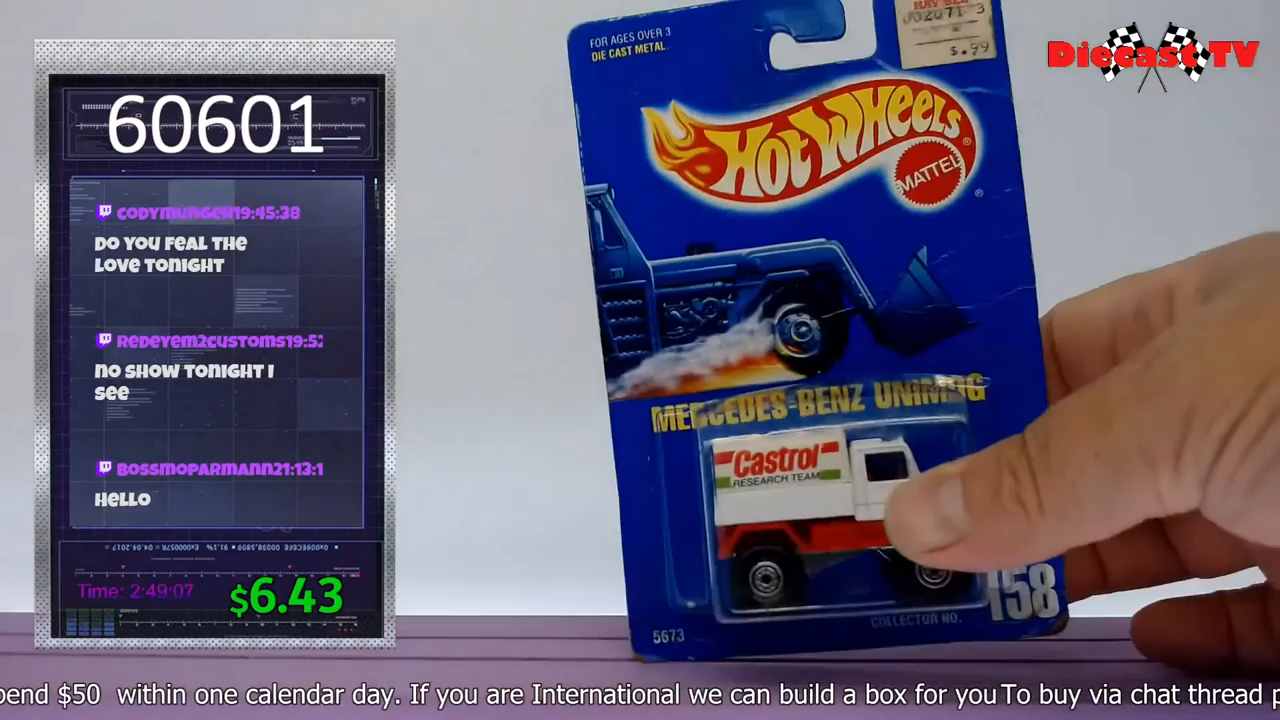 60601
codymunger19:45:38
Do you feal the
love tonight
Redeyem2customs19:5
no show tonight I
see
Bossmoparmann21:13:1
Hello
Time: 2:49:07
$6.43
FOR AGES OVER 3
DIE CAST METAL.
$.99
HOT WHEELS
MATTEL
MERCEDES-BENZ UNIMOG
Castrol
RESEARCH TEAM
158
COLLECTOR NO.
5673
Diecast TV
pend $50 within one calendar day. If you are International we can build a box for you To buy via chat thread p